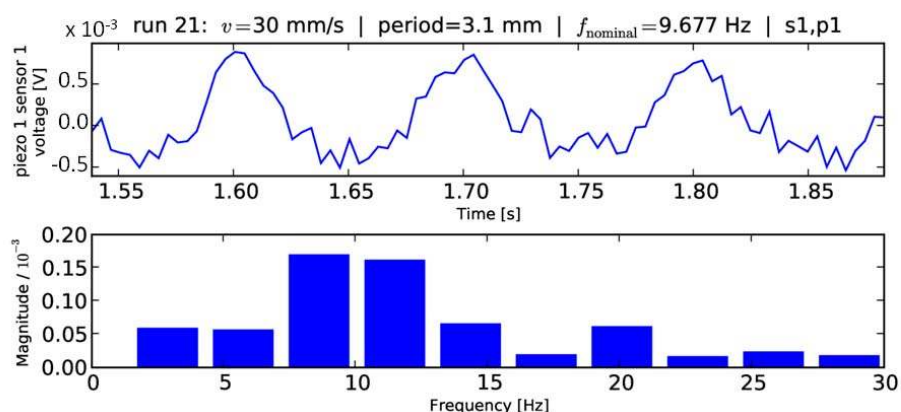 x 10⁻³ run 21: v=30 mm/s | period=3.1 mm | f_nominal=9.677 Hz | s1,p1
piezo 1 sensor 1
voltage [V]
0.5
0.0
-0.5
1.55 1.60 1.65 1.70 1.75 1.80 1.85
Time [s]
Magnitude / 10⁻³
0.20
0.15
0.10
0.05
0.00
0 5 10 15 20 25 30
Frequency [Hz]